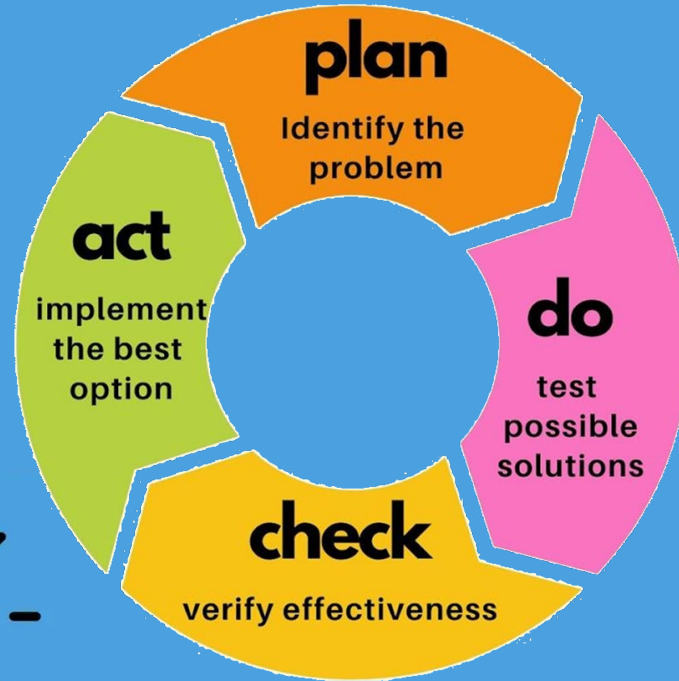 plan
Identify the
problem
do
test
possible
solutions
check
verify effectiveness
act
implement
the best
option